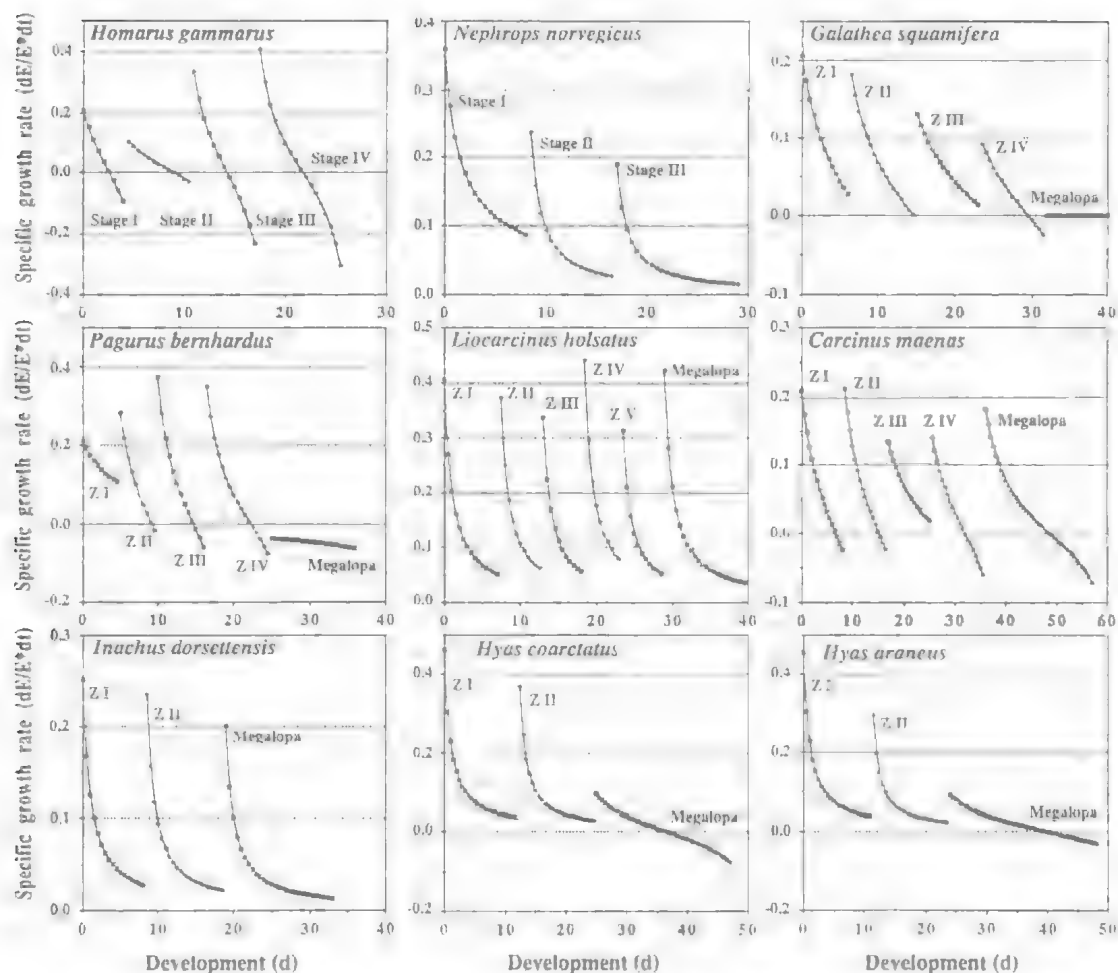 Specific growth rate (dE/E*dt)
Homarus gammarus
0.4
0.2
0.0
-0.2
-0.4
Stage I
Stage II
Stage III
Stage IV
0 10 20 30
Nephrops norvegicus
0.4
0.3
0.2
0.1
0.0
Stage I
Stage II
Stage III
0 10 20 30
Galathea squamifera
0.2
0.1
-0.0
-0.1
Z I
Z II
Z III
Z IV
Megalopa
0 10 20 30 40
Specific growth rate (dE/E*dt)
Pagurus bernhardus
0.4
0.2
0.0
-0.2
Z I
Z II
Z III
Z IV
Megalopa
0 10 20 30 40
Liocarcinus holsatus
0.5
0.4
0.3
0.2
0.1
0.0
Z I
Z II
Z III
Z IV
Z V
Megalopa
0 10 20 30 40
Carcinus maenas
0.3
0.2
0.1
-0.0
-0.1
Z I
Z II
Z III
Z IV
Megalopa
0 10 20 30 40 50 60
Specific growth rate (dE/E*dt)
Inachus dorsettensis
0.3
0.2
0.1
0.0
Z I
Z II
Megalopa
0 10 20 30 40
Development (d)
Hyas coarctatus
0.4
0.2
0.0
-0.2
Z I
Z II
Megalopa
0 10 20 30 40 50
Development (d)
Hyas araneus
0.4
0.2
0.0
-0.2
Z I
Z II
Megalopa
0 10 20 30 40 50
Development (d)